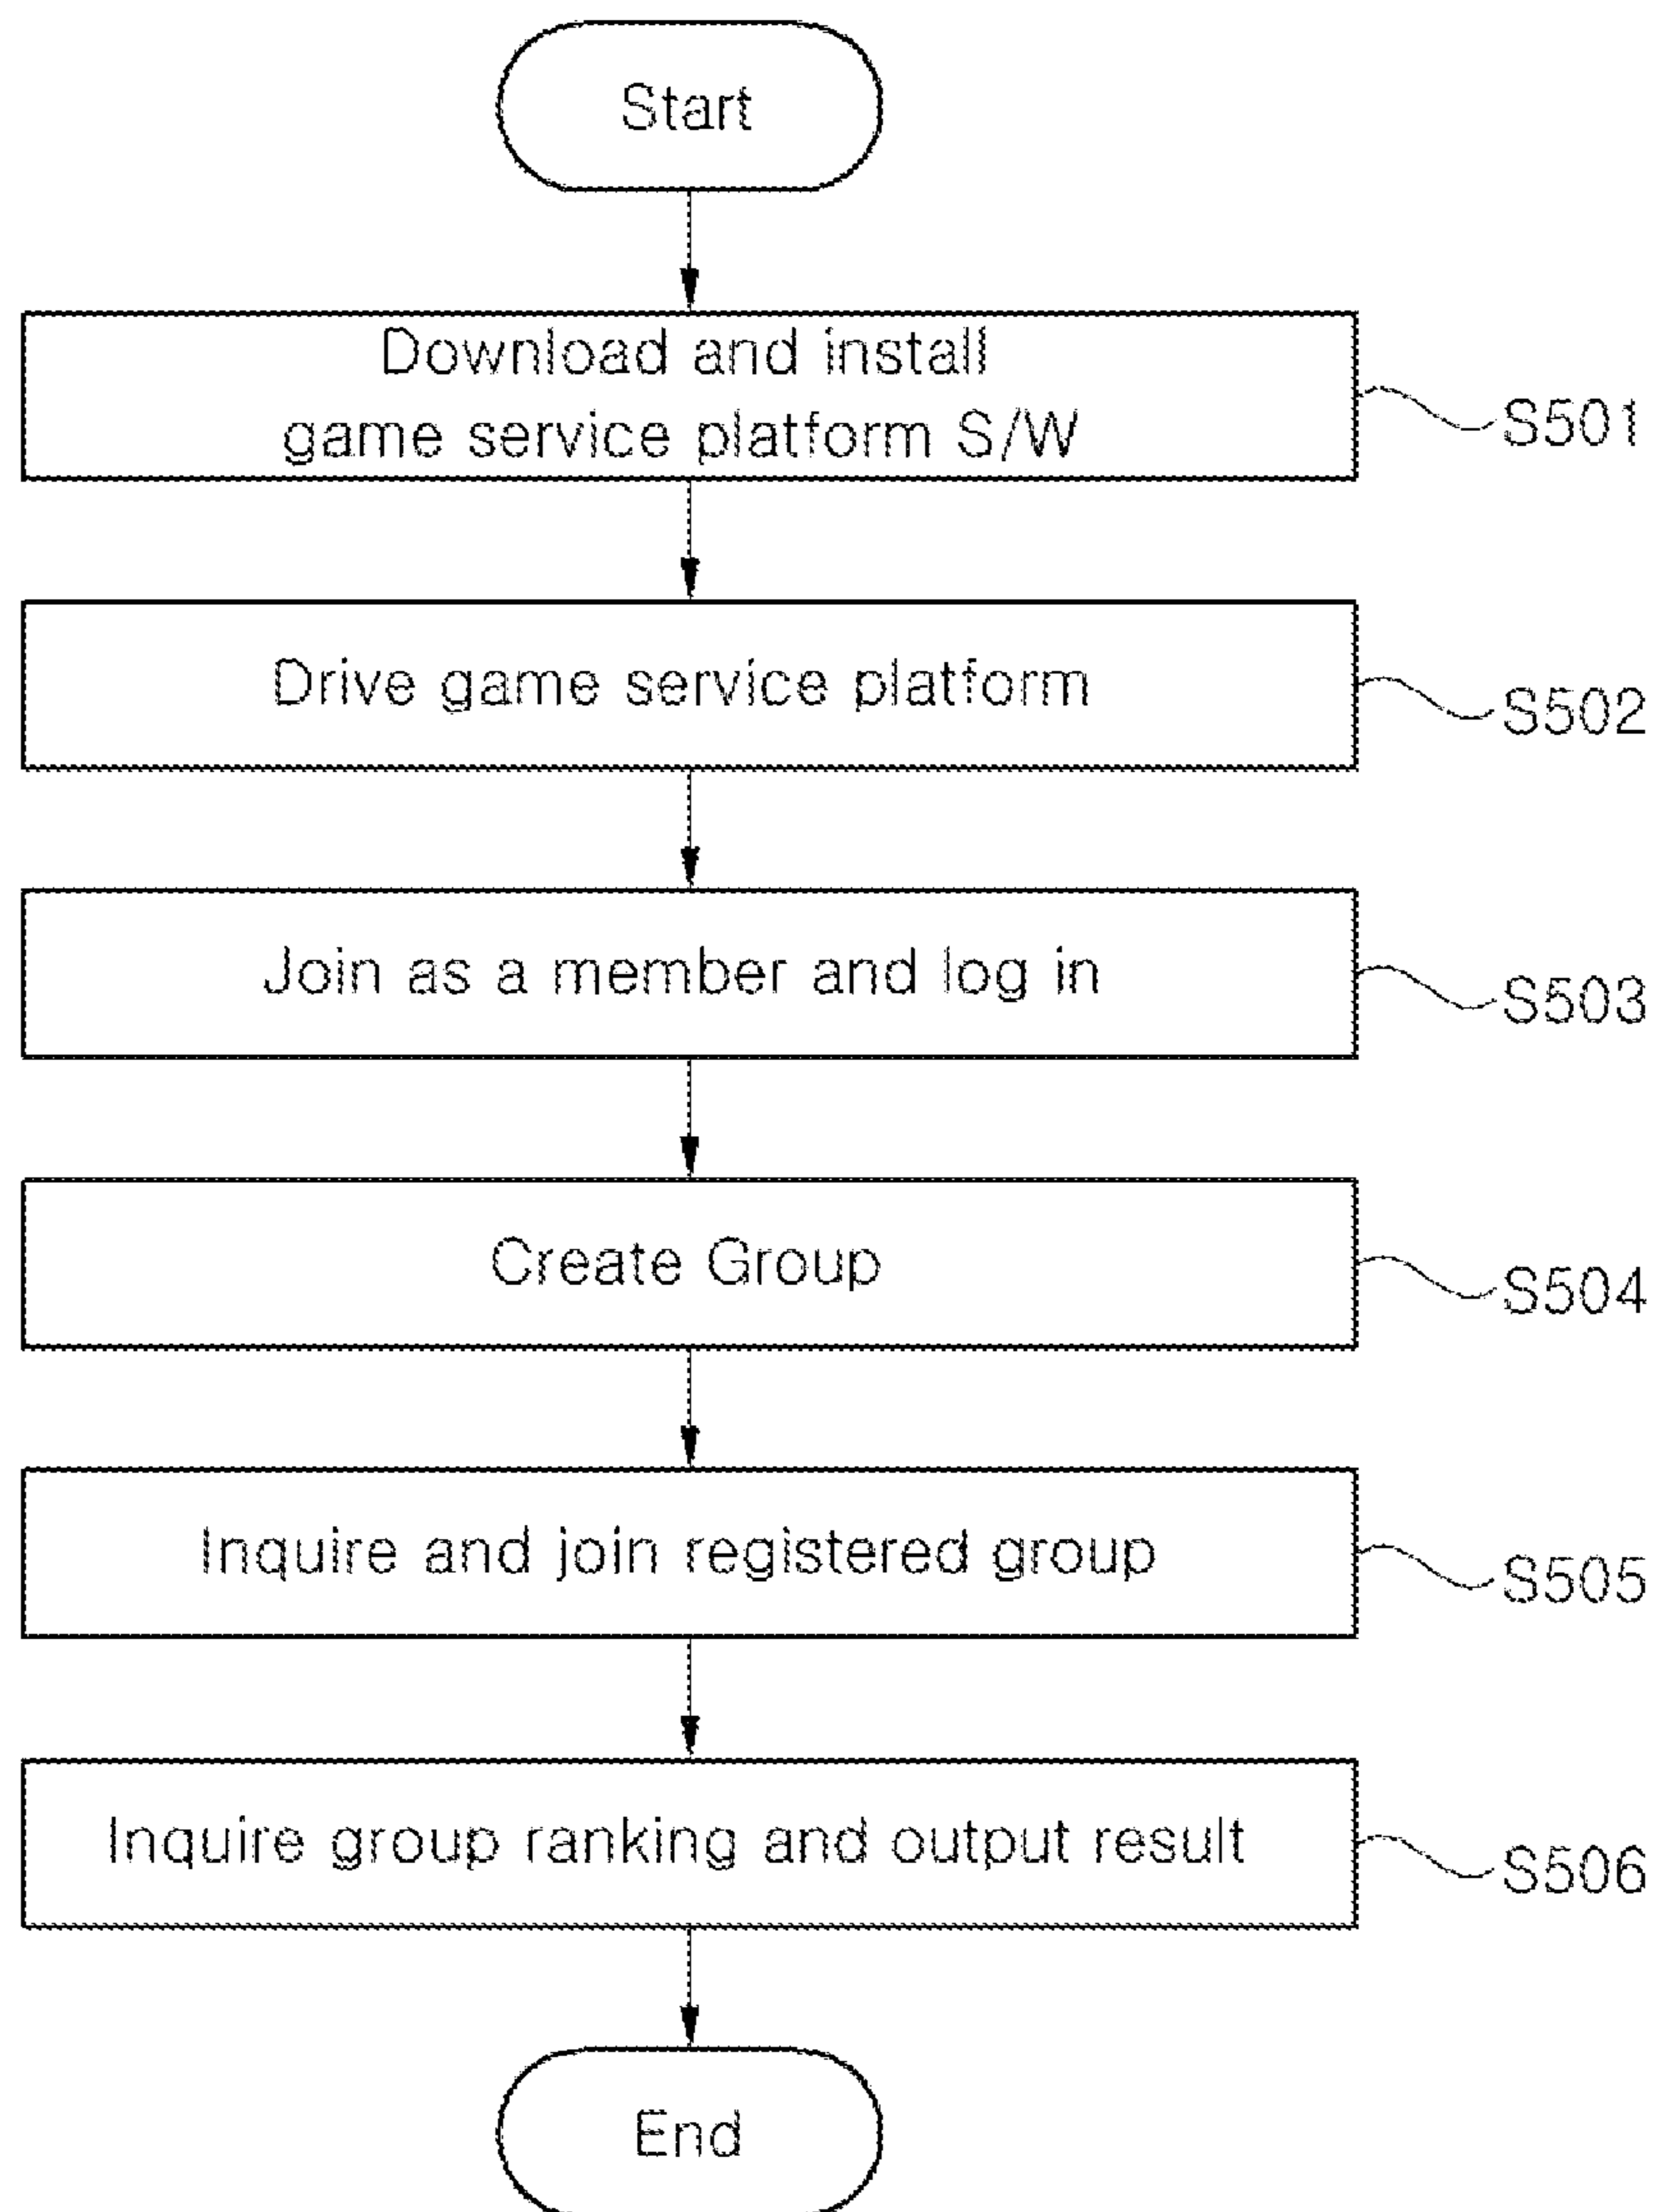 Start
Download and install
game service platform S/W
S501
Drive game service platform
S502
Join as a member and log in
S503
Create Group
S504
Inquire and join registered group
S505
Inquire group ranking and output result
S506
End